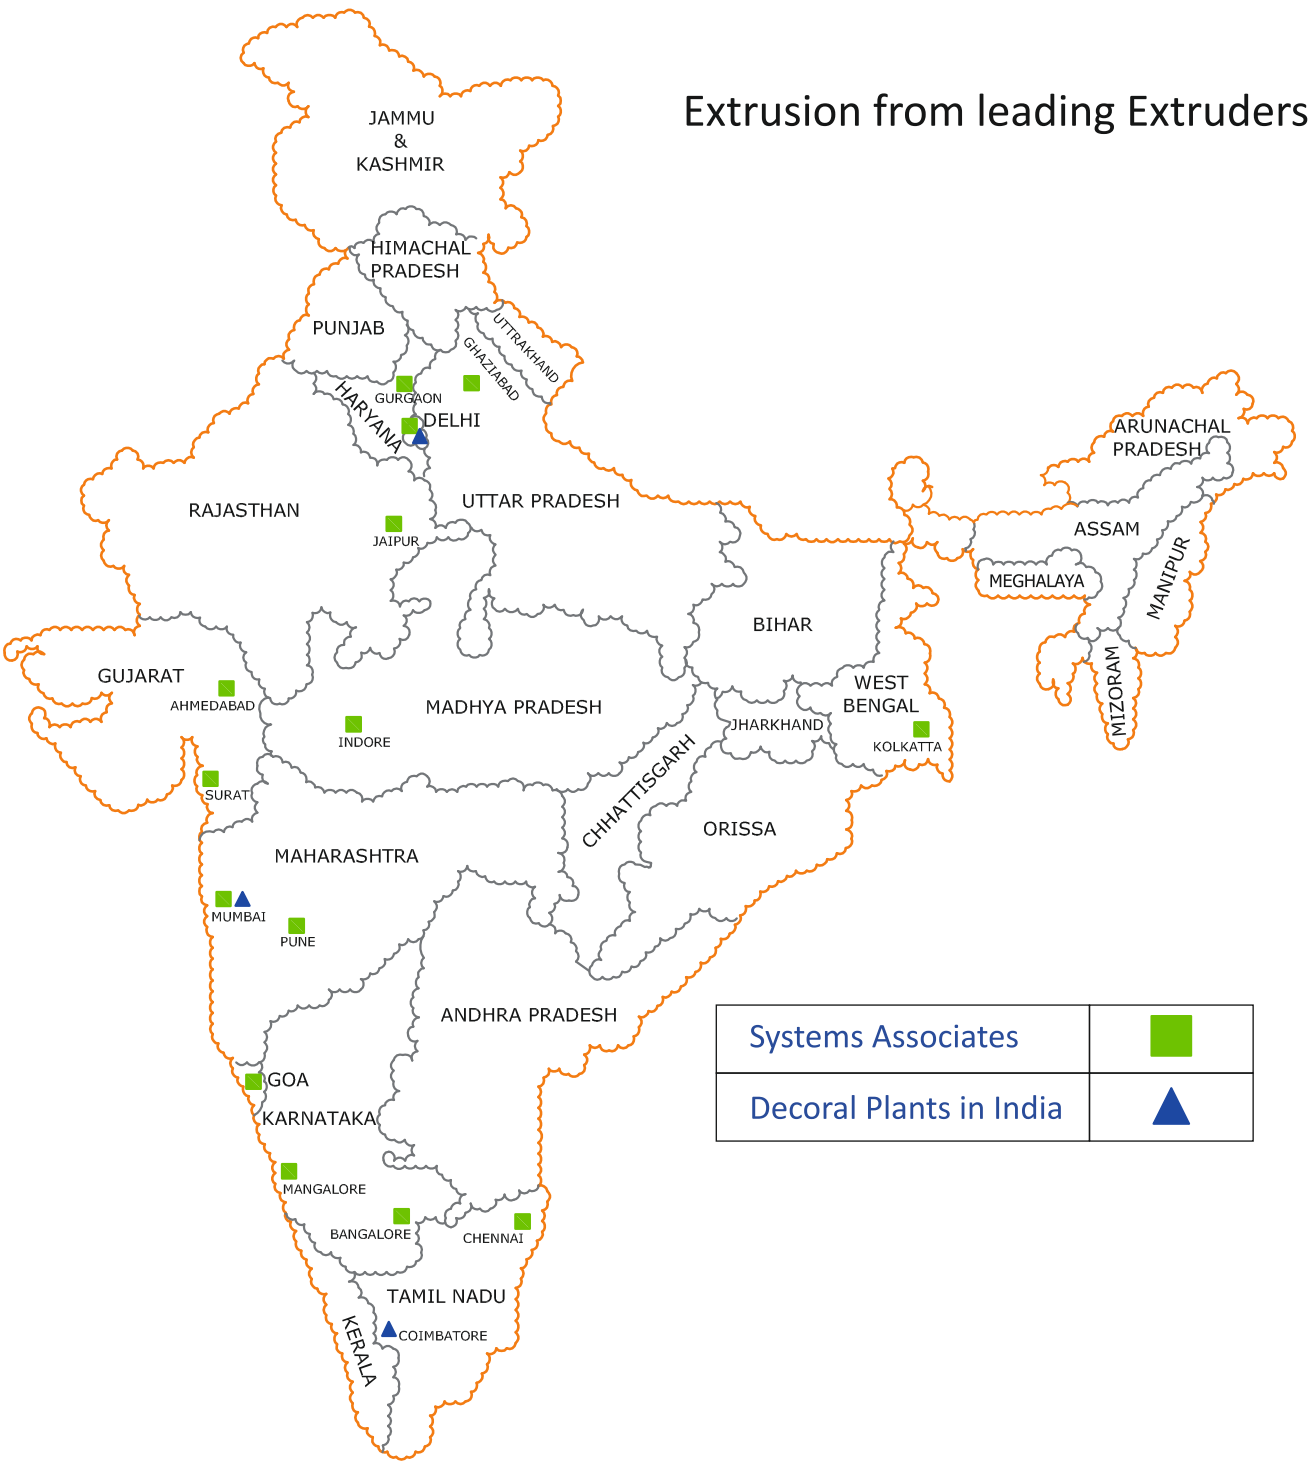 Extrusion from leading Extruders
JAMMU
&
KASHMIR
HIMACHAL
PRADESH
PUNJAB
UTTRAKHAND
GHAZIABAD
HARYANA
GURGAON
DELHI
RAJASTHAN
JAIPUR
UTTAR PRADESH
ARUNACHAL
PRADESH
ASSAM
MEGHALAYA
MANIPUR
MIZORAM
BIHAR
GUJARAT
AHMEDABAD
SURAT
MADHYA PRADESH
INDORE
JHARKHAND
WEST
BENGAL
KOLKATTA
CHHATTISGARH
ORISSA
MAHARASHTRA
MUMBAI
PUNE
ANDHRA PRADESH
GOA
KARNATAKA
MANGALORE
BANGALORE
CHENNAI
TAMIL NADU
COIMBATORE
KERALA
Systems Associates
Decoral Plants in India